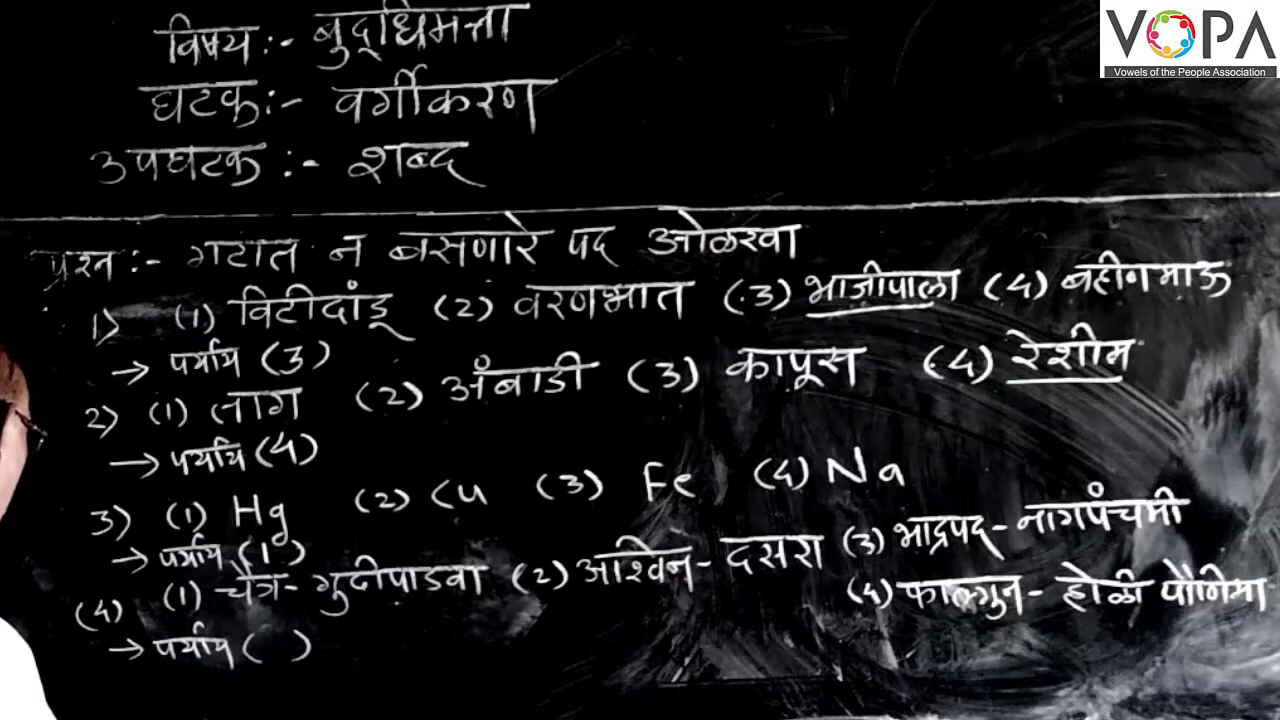 VOPA
Vowels of the People Association
विषय :- बुद्धिमत्ता
घटक :- वर्गीकरण
उपघटक :- शब्द
प्रश्न :- गटात न बसणारे पद ओळखा
1) (1) विटीदांडू (2) वरणभात (3) भाजीपाला (4) बहीणभाऊ
→ पर्याय (3)
2) (1) ताग (2) अंबाडी (3) कापूस (4) रेशीम
→ पर्याय (4)
3) (1) Hg (2) Cu (3) Fe (4) Na
→ पर्याय (1)
(4) (1) चैत्र - गुढीपाडवा (2) आश्विन - दसरा (3) भाद्रपद - नागपंचमी
(4) फाल्गुन - होळी पौर्णिमा
→ पर्याय ( )